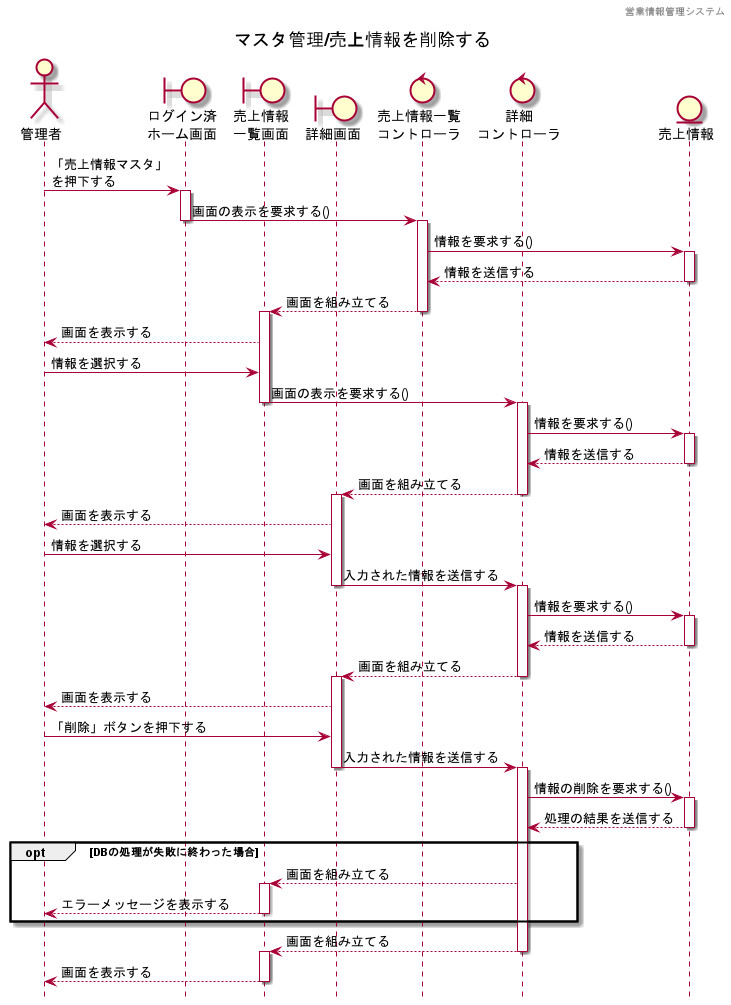 営業情報管理システム
マスタ管理/売上情報を削除する
管理者
ログイン済
ホーム画面
売上情報
一覧画面
詳細画面
売上情報一覧
コントローラ
詳細
コントローラ
売上情報
「売上情報マスタ」
を押下する
画面の表示を要求する()
情報を要求する()
情報を送信する
画面を組み立てる
画面を表示する
情報を選択する
画面の表示を要求する()
情報を要求する()
情報を送信する
画面を組み立てる
画面を表示する
情報を選択する
入力された情報を送信する
情報を要求する()
情報を送信する
画面を組み立てる
画面を表示する
「削除」ボタンを押下する
入力された情報を送信する
情報の削除を要求する()
処理の結果を送信する
opt [DBの処理が失敗に終わった場合]
画面を組み立てる
エラーメッセージを表示する
画面を組み立てる
画面を表示する